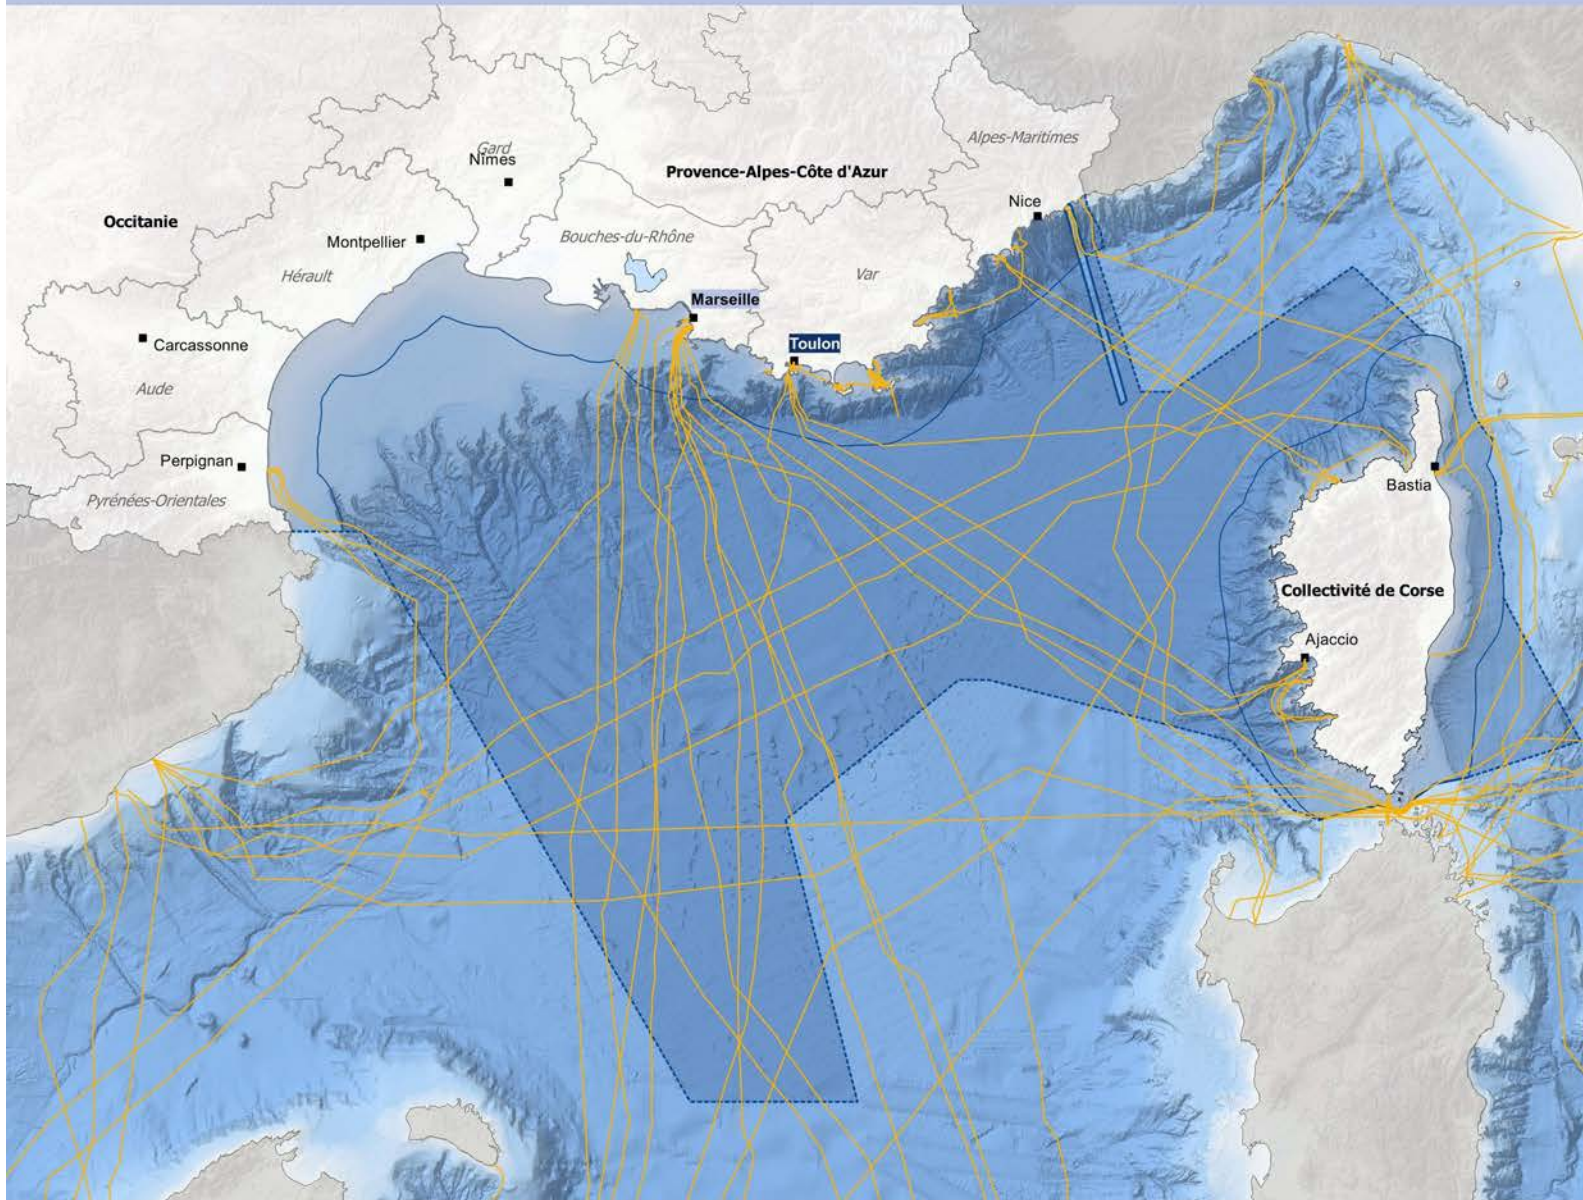 Alpes-Maritimes
Gard
Nîmes
Provence-Alpes-Côte d'Azur
Nice
Occitanie
Montpellier
Bouches-du-Rhône
Hérault
Var
Marseille
Carcassonne
Toulon
Aude
Perpignan
Pyrénées-Orientales
Bastia
Collectivité de Corse
Ajaccio